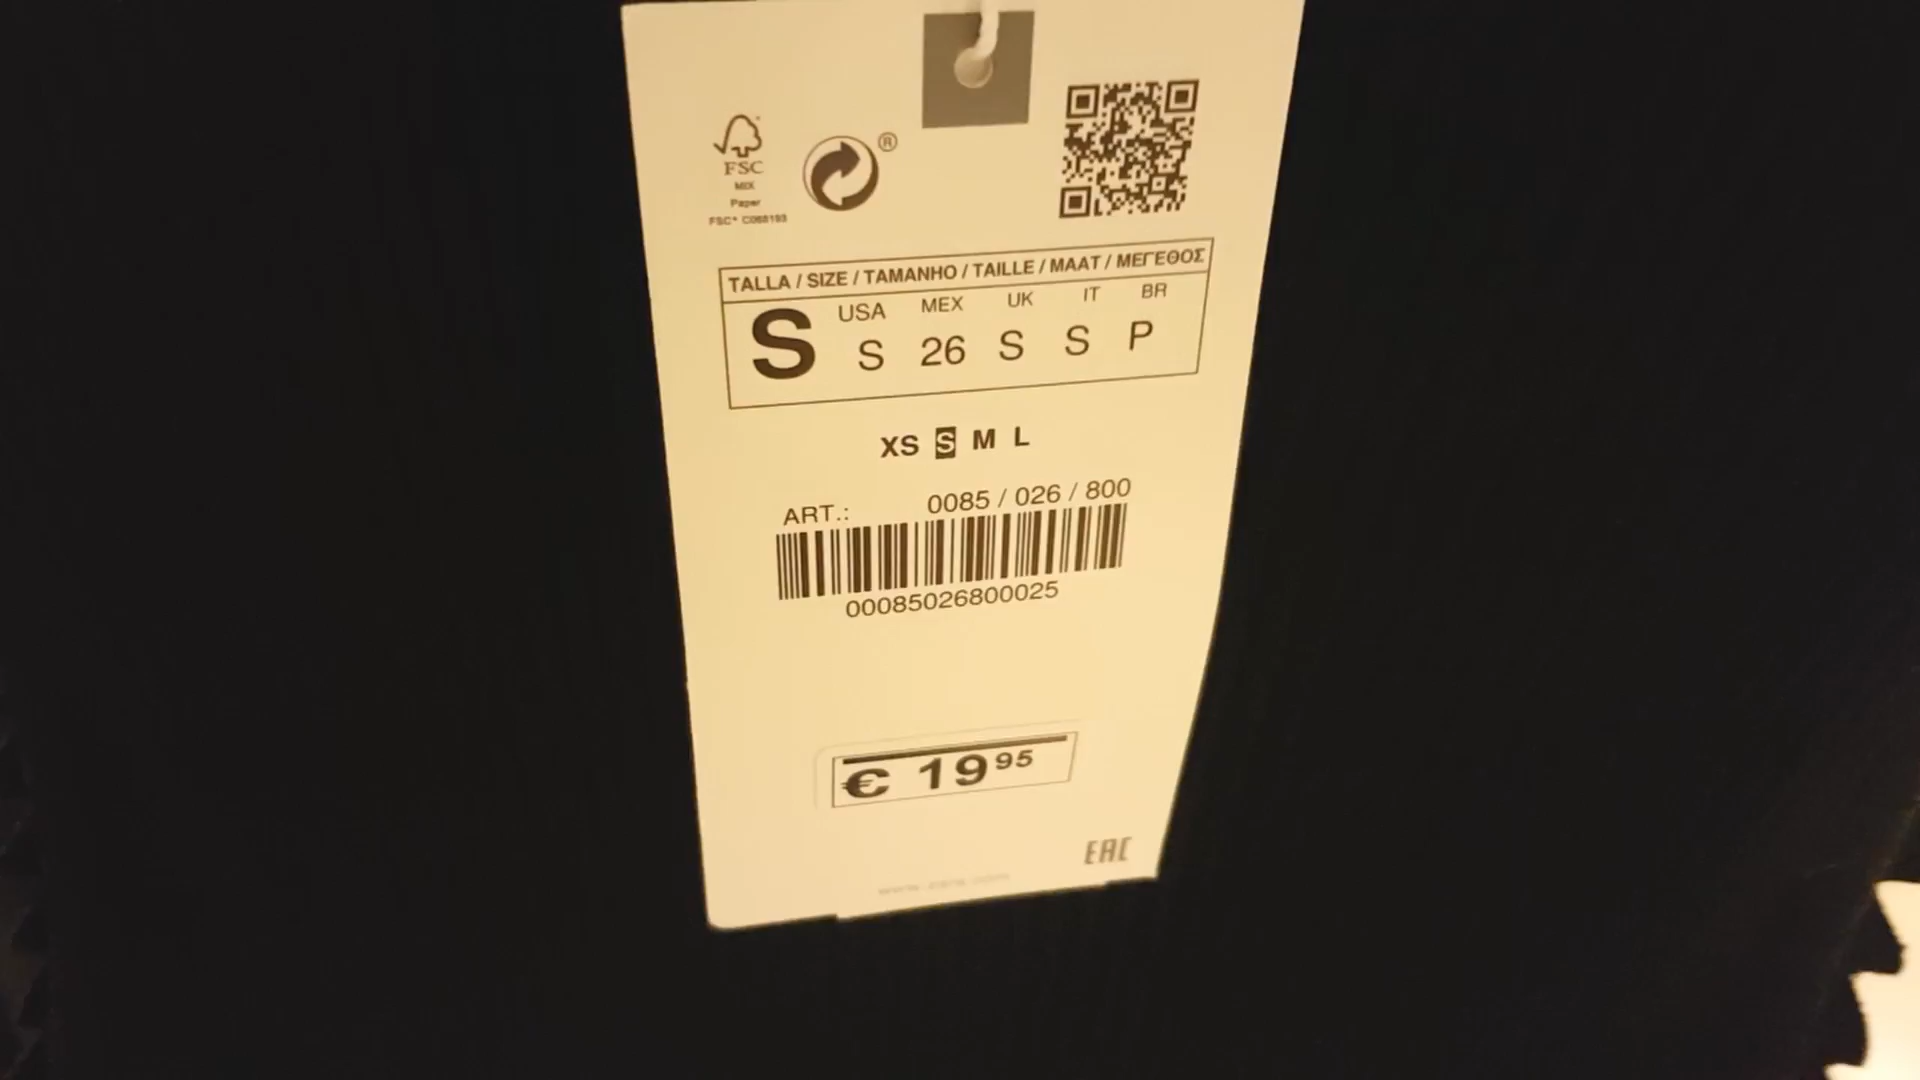 FSC
MIX
Paper
FSC® C068193
®
TALLA / SIZE / TAMANHO / TAILLE / MAAT / ΜΕΓΕΘΟΣ
S USA MEX UK IT BR
S 26 S S P
XS S M L
ART.: 0085 / 026 / 800
00085026800025
€ 19 95
EAC